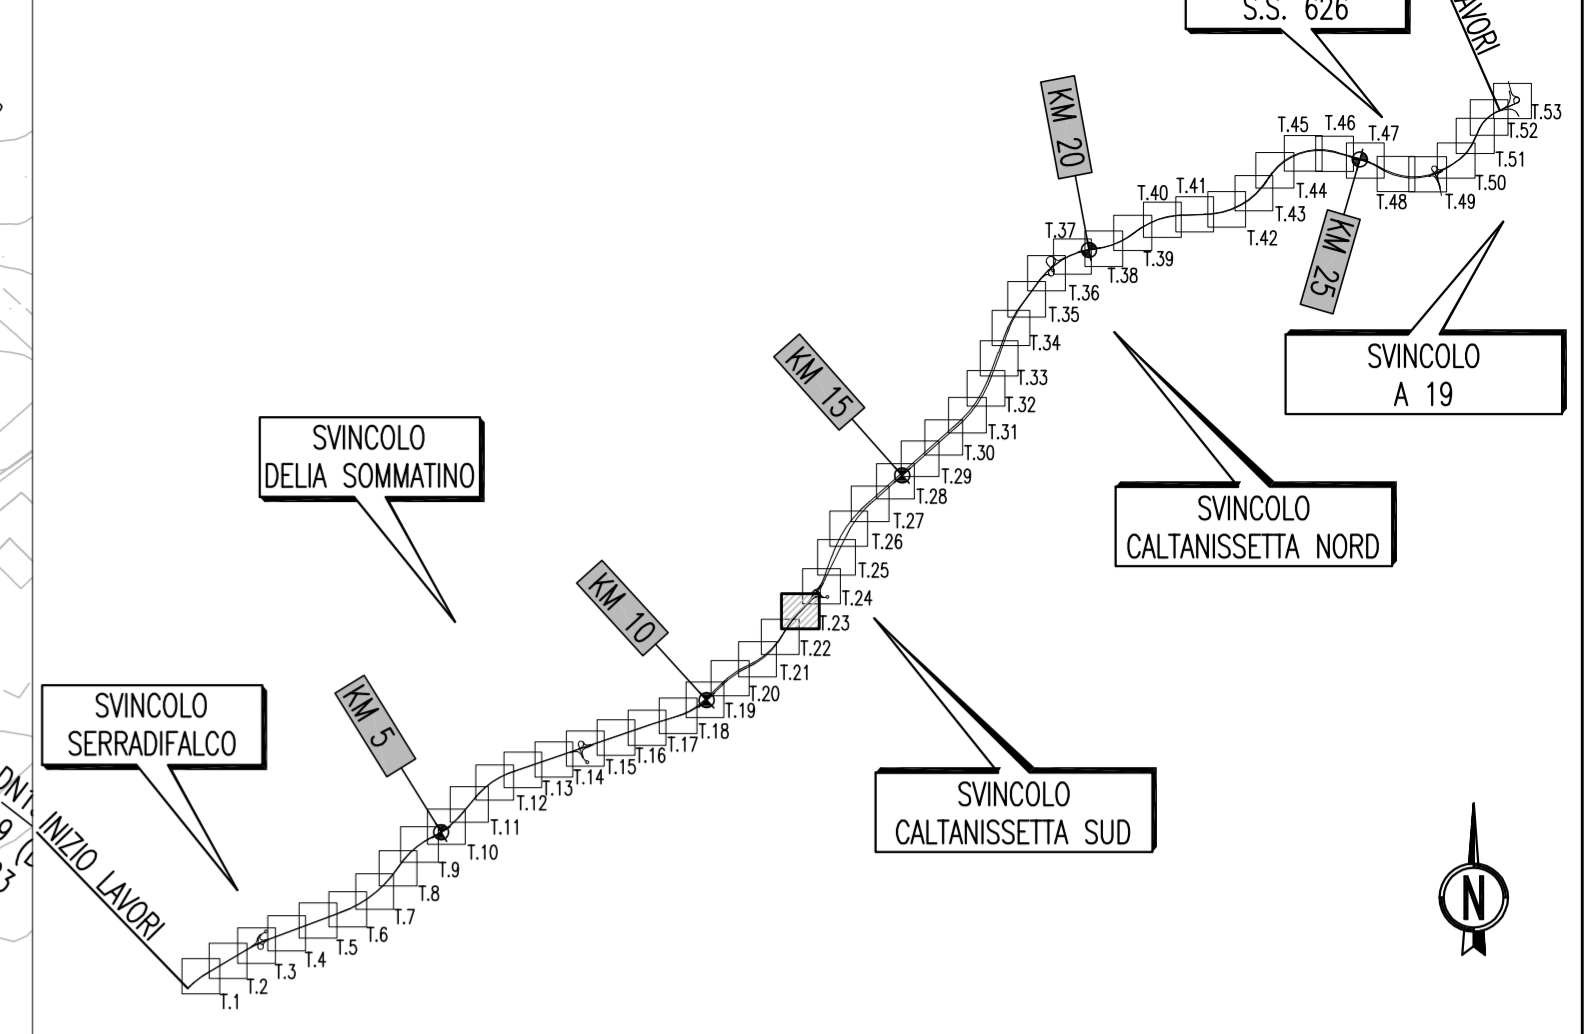 S.S. 626
AVORI
KM 20
T.53
T.52
T.51
T.50
T.49
T.48
T.47
T.46
T.45
T.44
T.43
T.42
T.41
T.40
T.39
T.38
T.37
T.36
T.35
T.34
T.33
T.32
T.31
T.30
T.29
T.28
T.27
T.26
T.25
T.24
T.23
T.22
T.21
T.20
T.19
T.18
T.17
T.16
T.15
T.14
T.13
T.12
T.11
T.10
T.9
T.8
T.7
T.6
T.5
T.4
T.3
T.2
T.1
KM 25
SVINCOLO
A 19
KM 15
SVINCOLO
DELIA SOMMATINO
SVINCOLO
CALTANISSETTA NORD
KM 10
KM 5
SVINCOLO
SERRADIFALCO
SVINCOLO
CALTANISSETTA SUD
INIZIO LAVORI
N